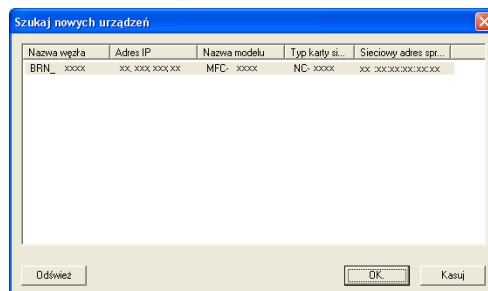 Szukaj nowych urządzeń
Nazwa węzła Adres IP Nazwa modelu Typ karty si... Sieciowy adres spr...
BRN_ xxxx xx, xxx, xxx, xx MFC- xxxx NC- xxxx xx :xx:xx:xx:xx:xx
Odśwież OK. Kasuj